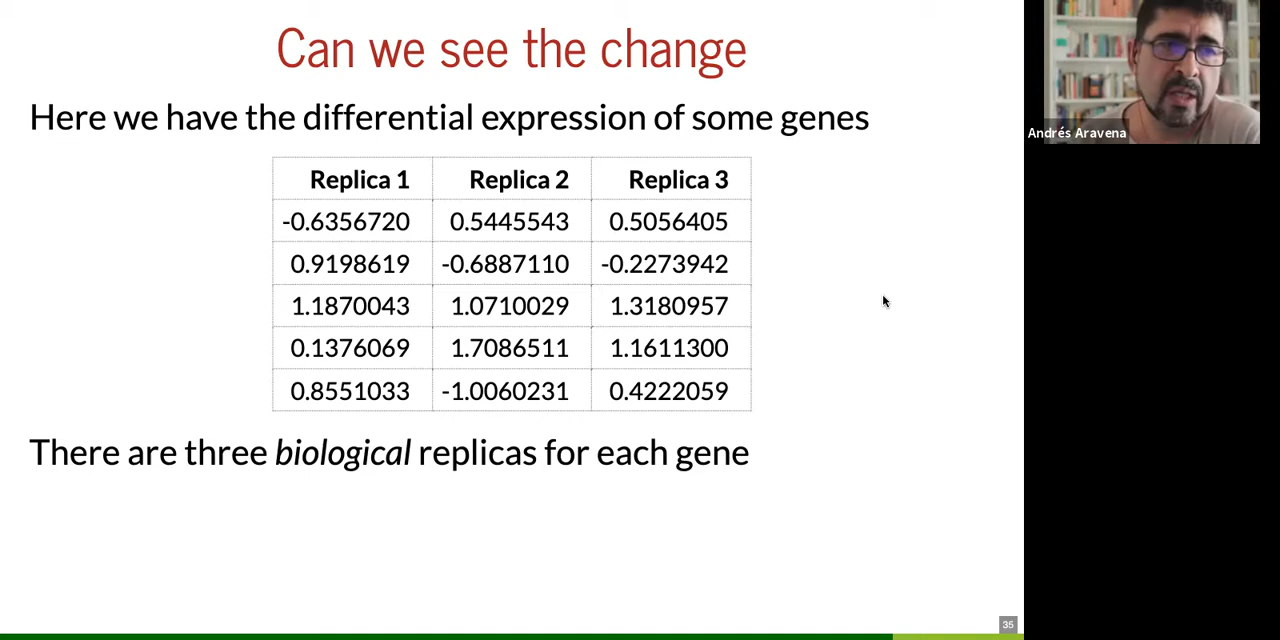 Can we see the change
Here we have the differential expression of some genes
Replica 1 Replica 2 Replica 3
-0.6356720 0.5445543 0.5056405
0.9198619 -0.6887110 -0.2273942
1.1870043 1.0710029 1.3180957
0.1376069 1.7086511 1.1611300
0.8551033 -1.0060231 0.4222059
There are three biological replicas for each gene
35
Andrés Aravena